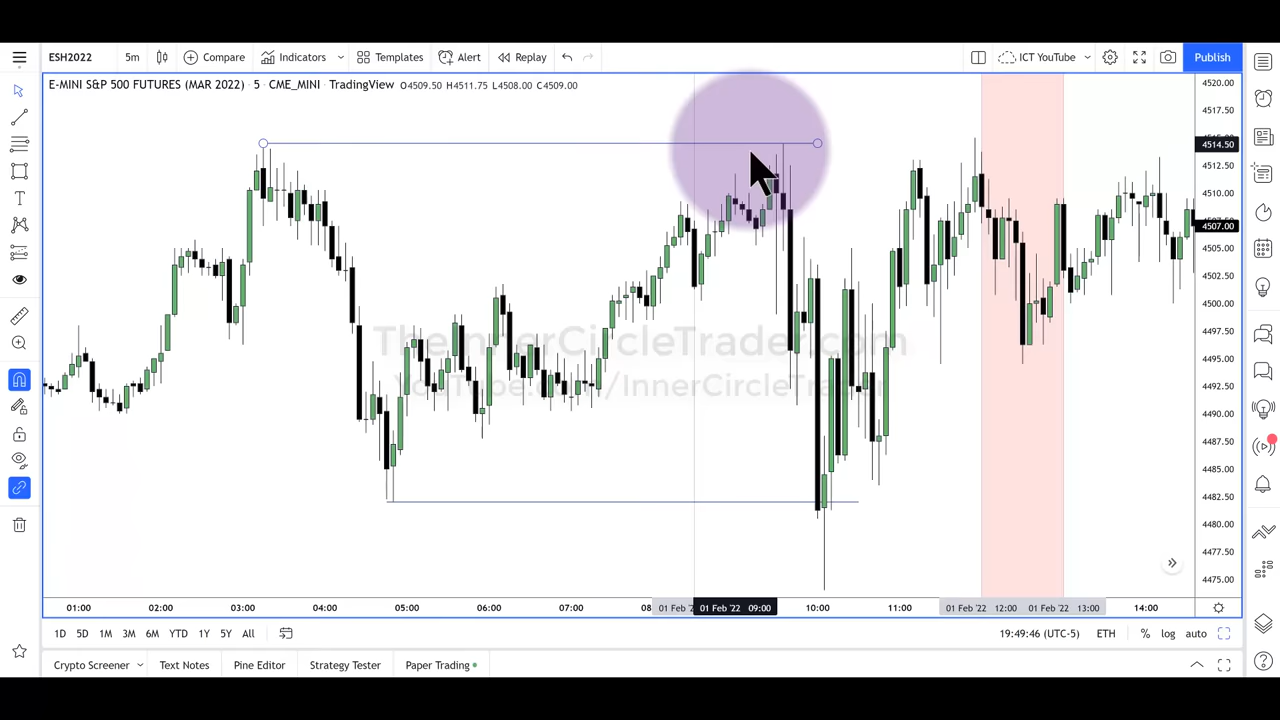 ESH2022 5m Compare Indicators Templates Alert Replay ICT YouTube Publish
E-MINI S&P 500 FUTURES (MAR 2022) · 5 · CME_MINI · TradingView O4509.50 H4511.75 L4508.00 C4509.00
4520.00
4517.50
4514.50
4512.50
4510.00
4507.00
4505.00
4502.50
4500.00
4497.50
4495.00
4492.50
4490.00
4487.50
4485.00
4482.50
4480.00
4477.50
4475.00
TheInnerCircleTrader.com
YouTube.com/InnerCircleTrader
01:00 02:00 03:00 04:00 05:00 06:00 07:00 08 01 Feb '22 09:00 10:00 11:00 01 Feb '22 12:00 01 Feb '22 13:00 14:00
1D 5D 1M 3M 6M YTD 1Y 5Y All 19:49:46 (UTC-5) ETH % log auto
Crypto Screener Text Notes Pine Editor Strategy Tester Paper Trading